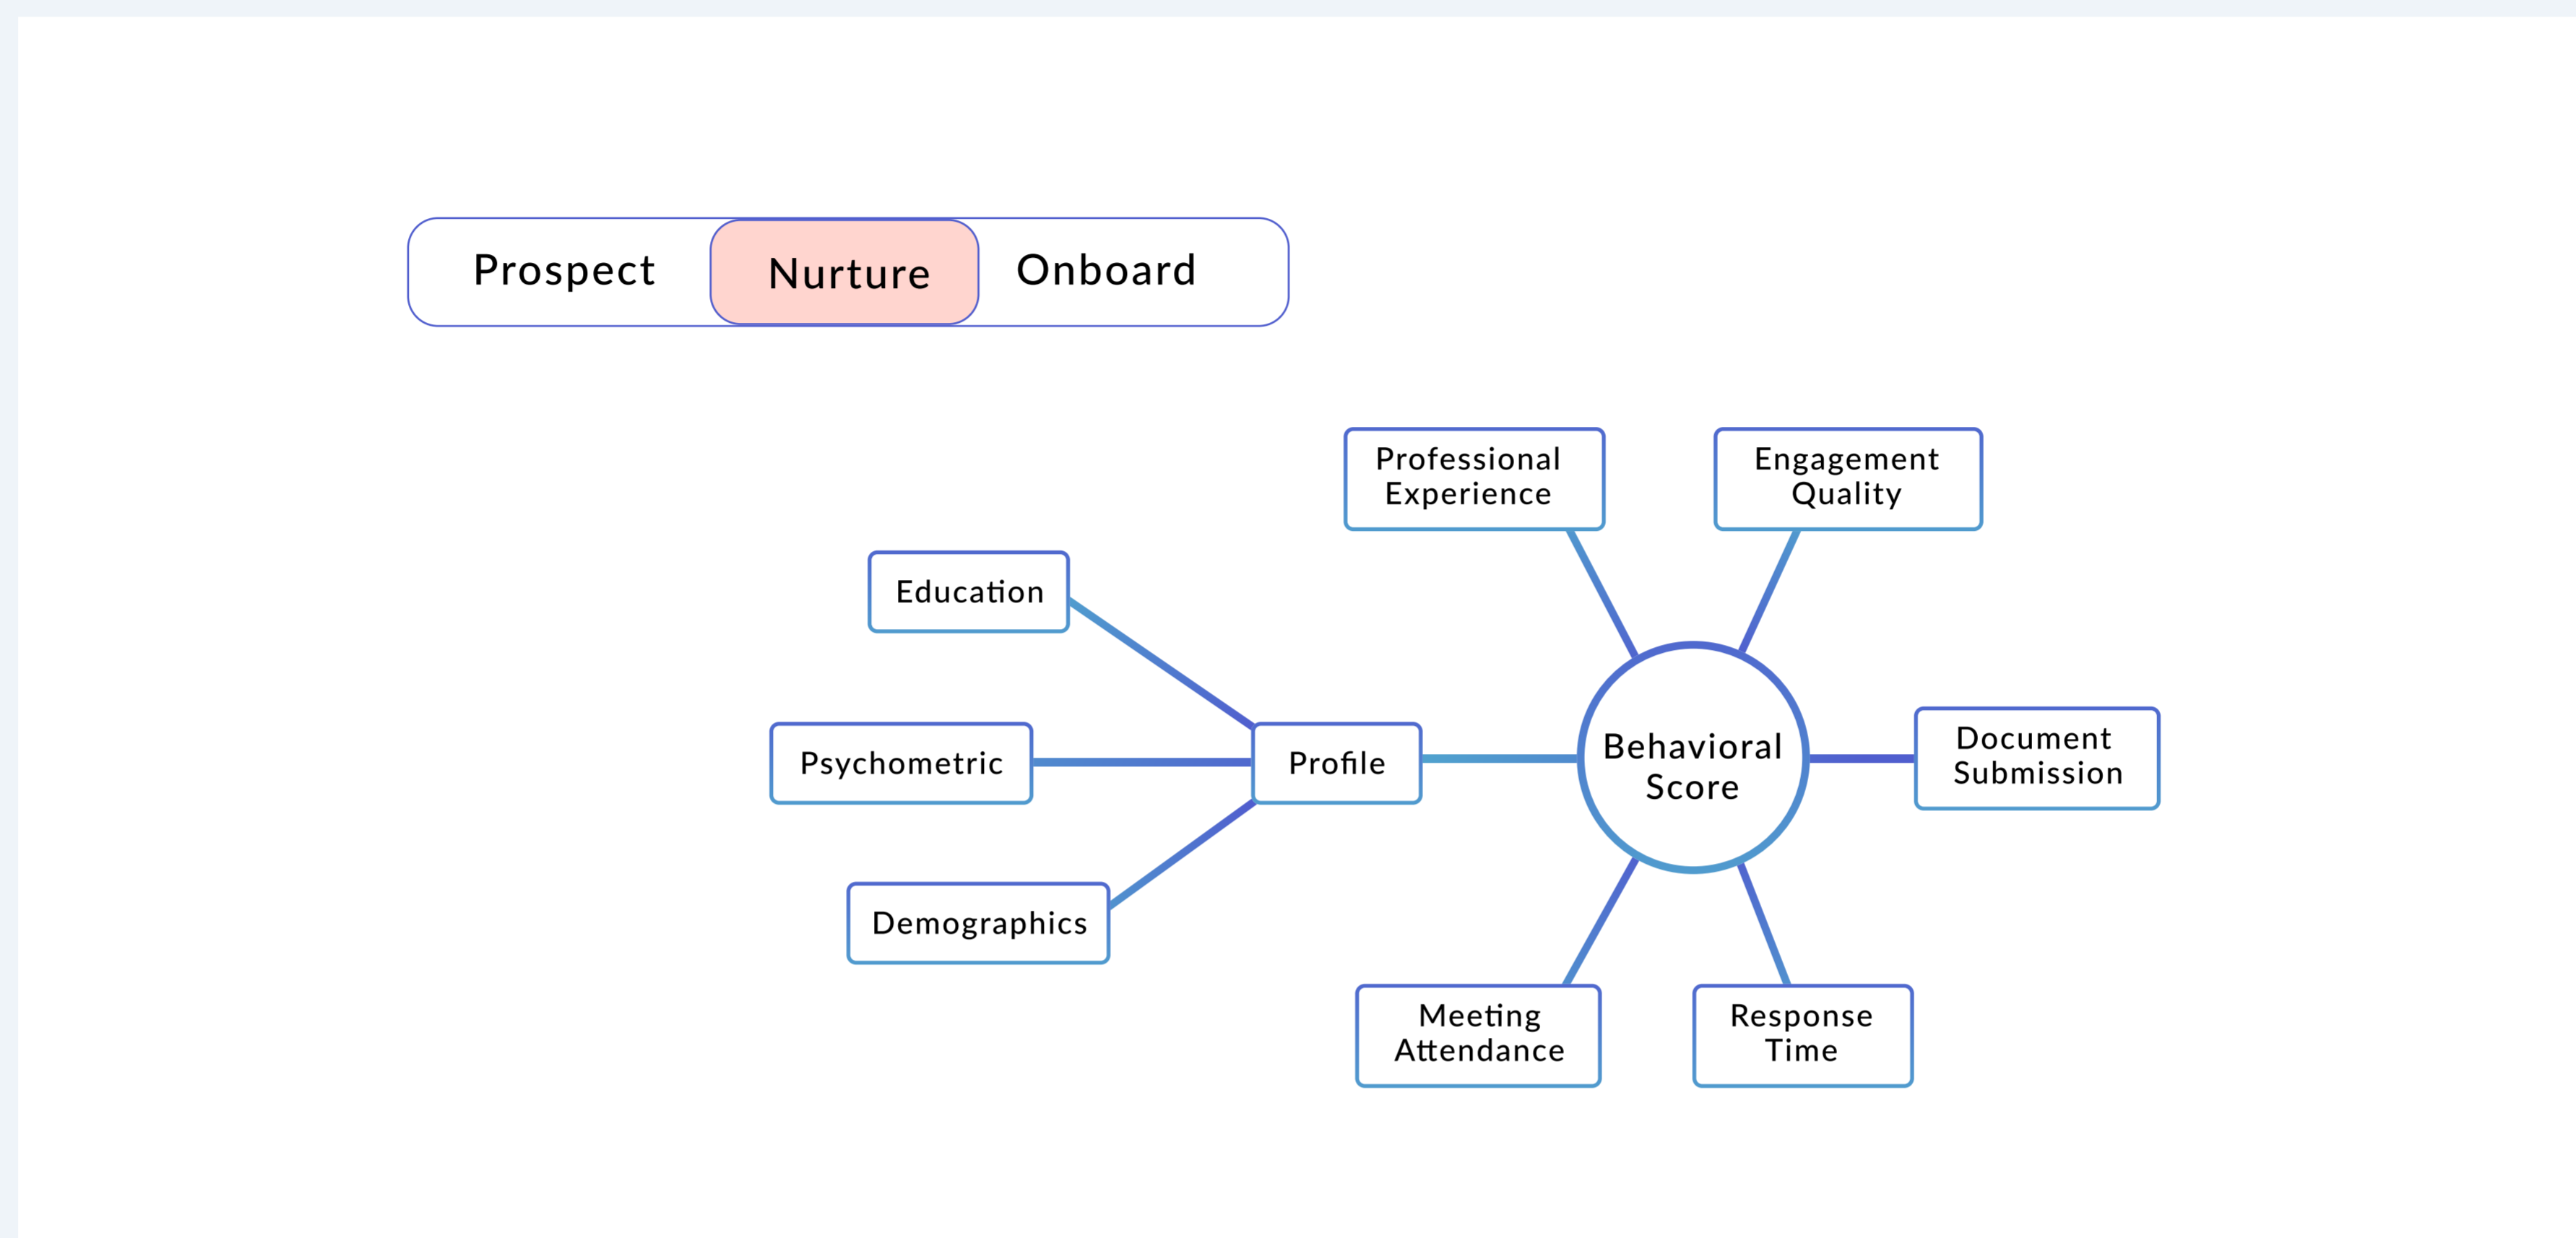 Prospect
Nurture
Onboard
Professional
Experience
Engagement
Quality
Education
Psychometric
Demographics
Profile
Behavioral
Score
Document
Submission
Meeting
Attendance
Response
Time